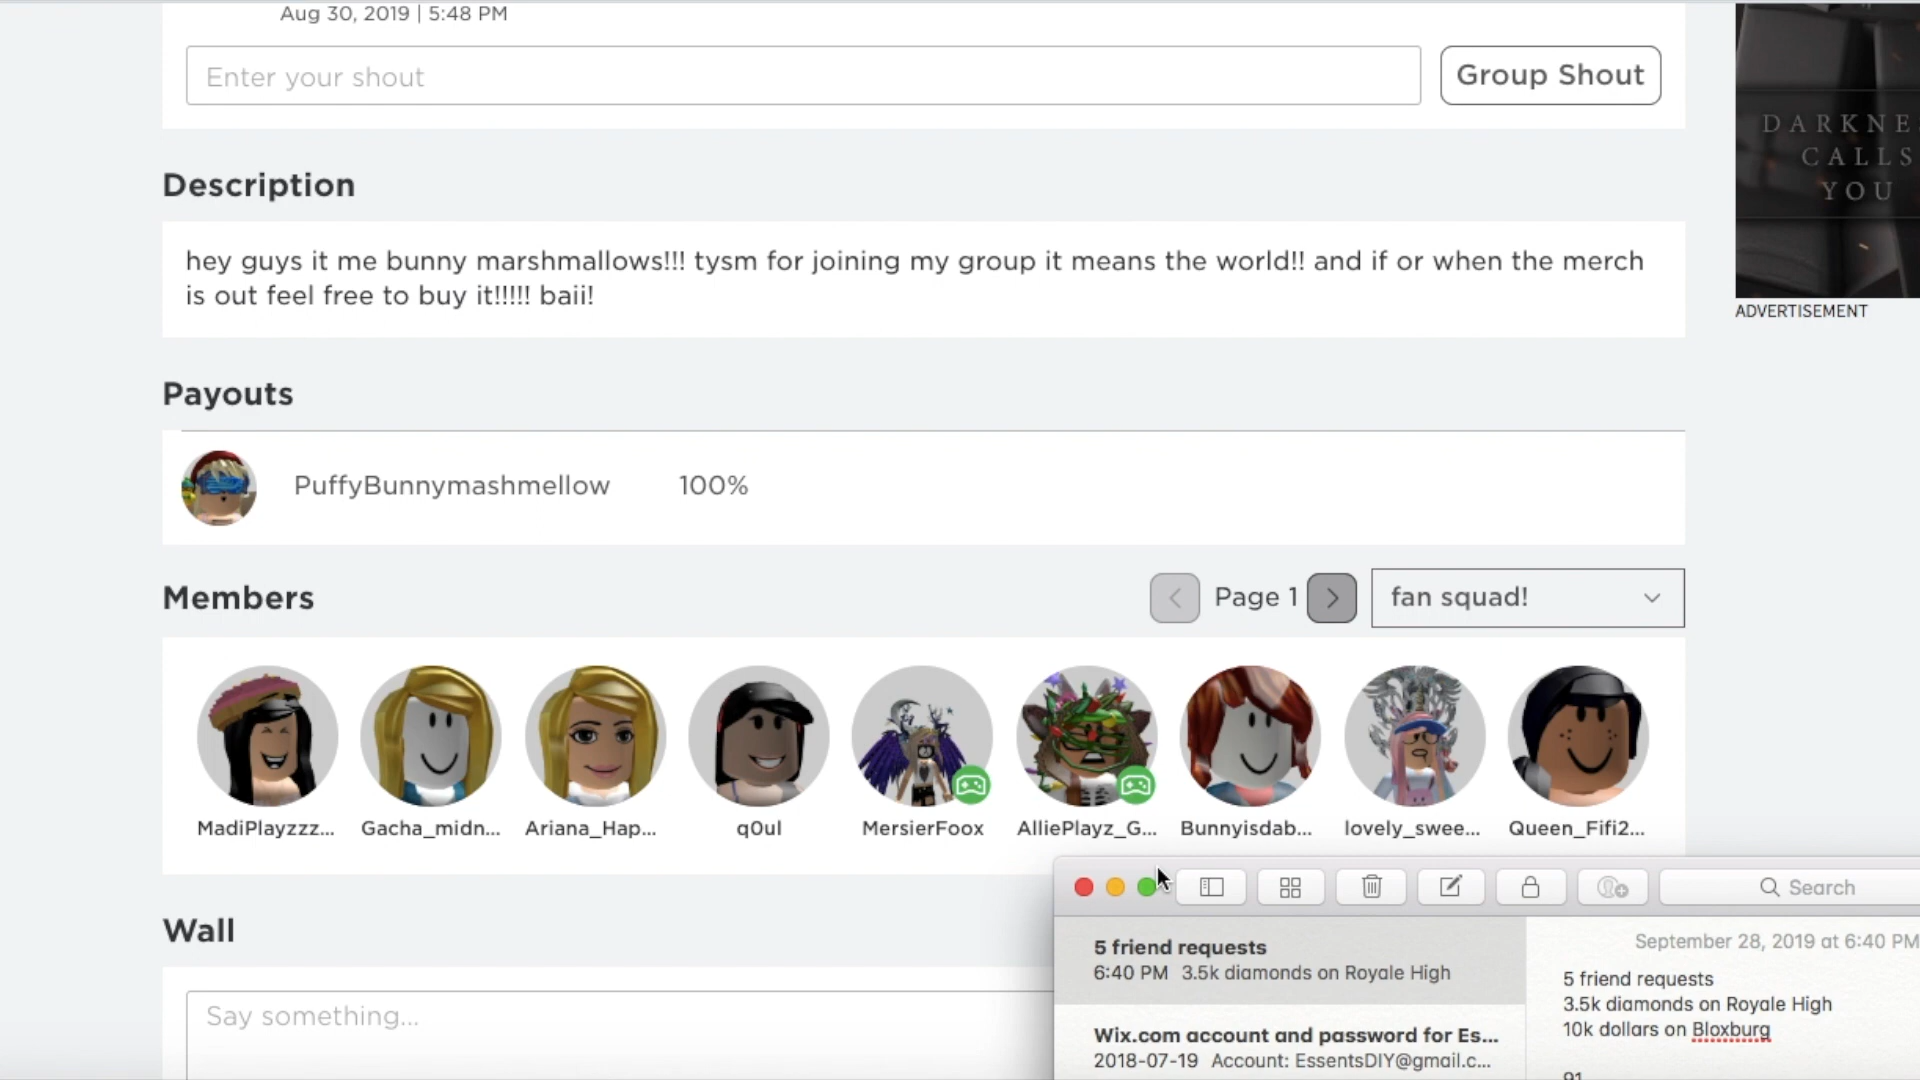 Aug 30, 2019 | 5:48 PM
Enter your shout
Group Shout
DARKNE
CALLS
YOU
ADVERTISEMENT
Description
hey guys it me bunny marshmallows!!! tysm for joining my group it means the world!! and if or when the merch
is out feel free to buy it!!!!! baii!
Payouts
PuffyBunnymashmellow 100%
Members
Page 1
fan squad!
MadiPlayzzz...
Gacha_midn...
Ariana_Hap...
q0ul
MersierFoox
AlliePlayz_G...
Bunnyisdab...
lovely_swee...
Queen_Fifi2...
Wall
Say something...
Search
5 friend requests
6:40 PM 3.5k diamonds on Royale High
Wix.com account and password for Es...
2018-07-19 Account: EssentsDIY@gmail.c...
September 28, 2019 at 6:40 PM
5 friend requests
3.5k diamonds on Royale High
10k dollars on Bloxburg